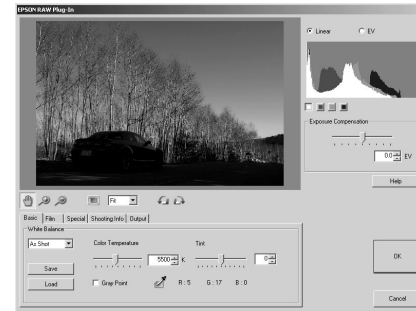 EPSON RAW Plug-In
Linear EV
Exposure Compensation
0.0 EV
Help
Fit
Basic Film Special Shooting Info Output
White Balance
As Shot Color Temperature Tint
5500 K 0
Save
Load Gray Point R : 5 G : 17 B : 0
OK
Cancel